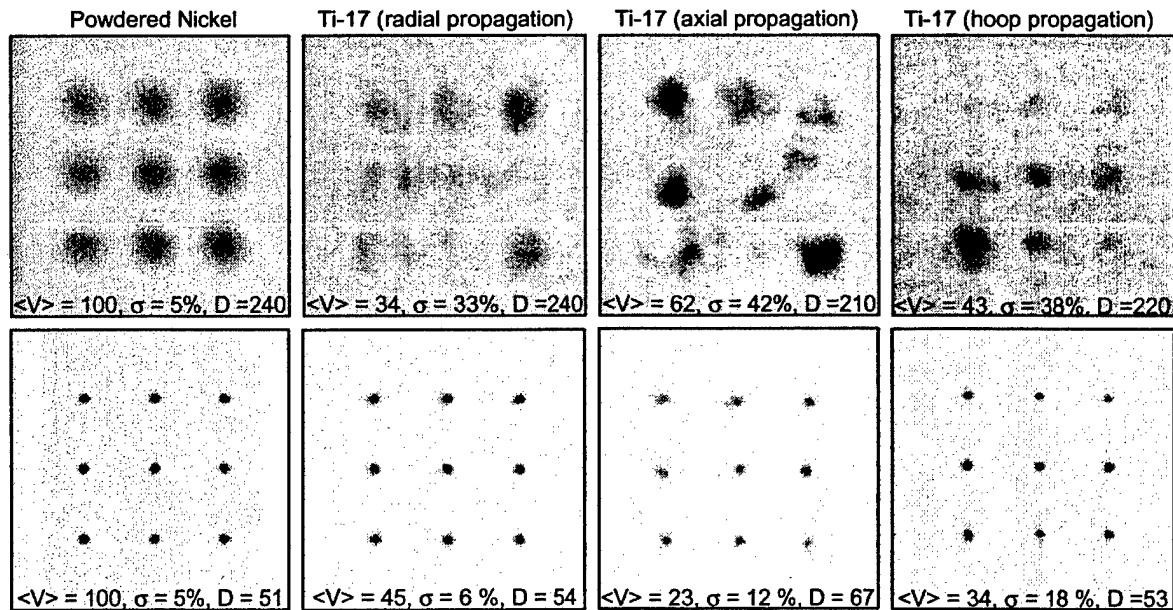 Powdered Nickel
Ti-17 (radial propagation)
Ti-17 (axial propagation)
Ti-17 (hoop propagation)
<V> = 100, σ = 5%, D =240
<V> = 34, σ = 33%, D =240
<V> = 62, σ = 42%, D =210
<V> = 43, σ = 38%, D =220
<V> = 100, σ = 5%, D = 51
<V> = 45, σ = 6 %, D = 54
<V> = 23, σ = 12 %, D = 67
<V> = 34, σ = 18 %, D = 53